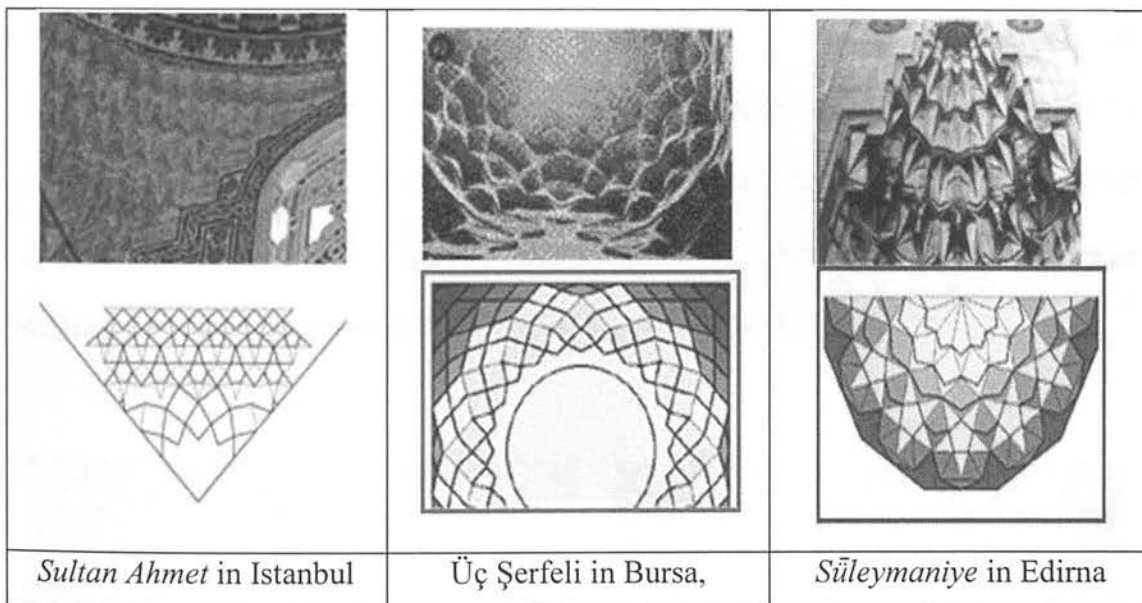 Sultan Ahmet in Istanbul
Üç Şerfeli in Bursa,
Sūleymaniye in Edirna